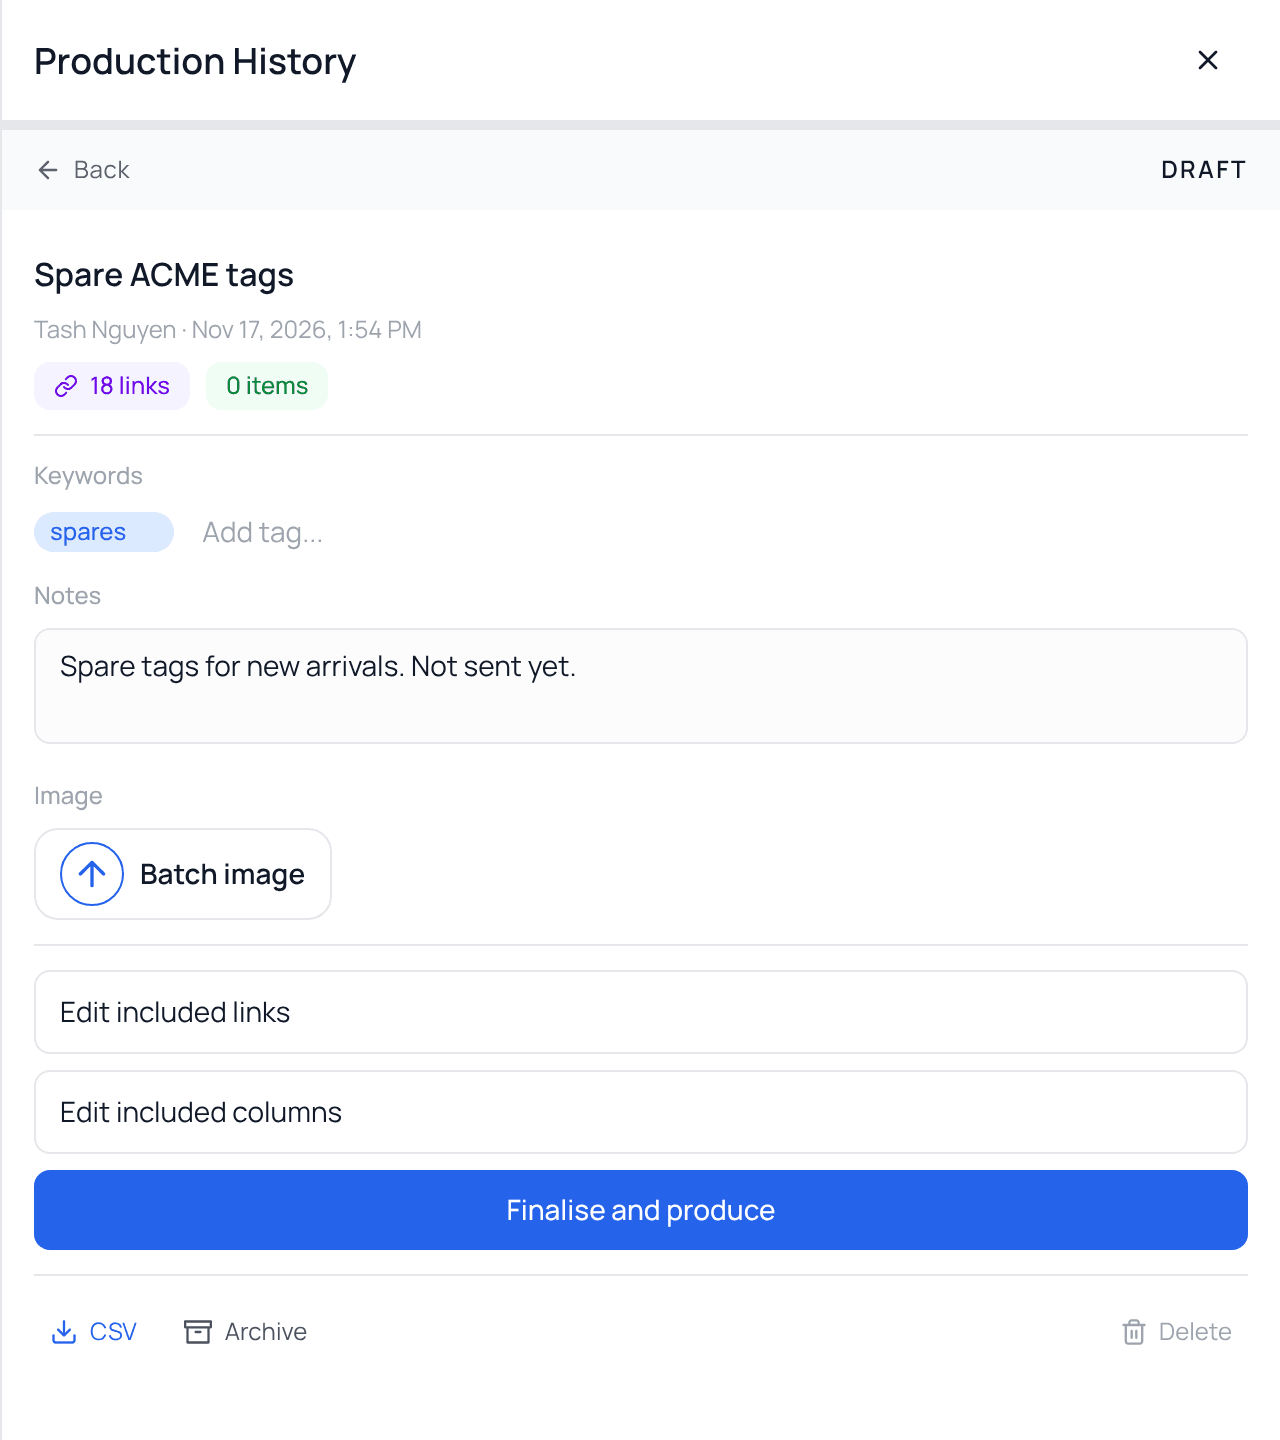 Production History
Back
DRAFT
Spare ACME tags
Tash Nguyen · Nov 17, 2026, 1:54 PM
18 links
0 items
Keywords
spares
Add tag...
Notes
Spare tags for new arrivals. Not sent yet.
Image
Batch image
Edit included links
Edit included columns
Finalise and produce
CSV
Archive
Delete